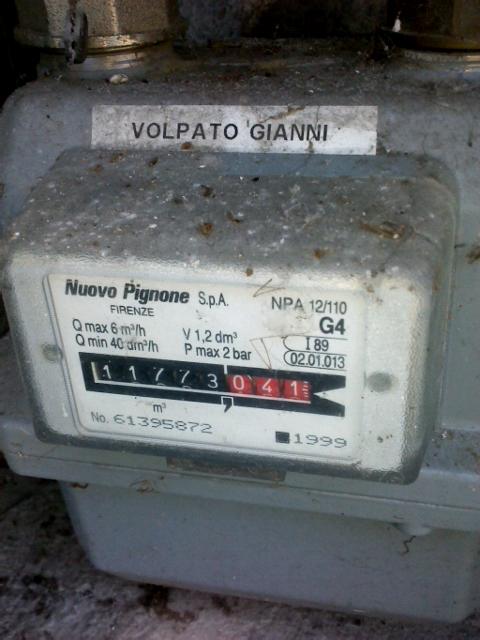 VOLPATO GIANNI
Nuovo Pignone S.p.A.
FIRENZE
NPA 12/110
G4
Q max 6 m³/h
V 1,2 dm³
I 89
Q min 40 dm³/h
P max 2 bar
02.01.013
11773041
m³
No. 61395872
1999